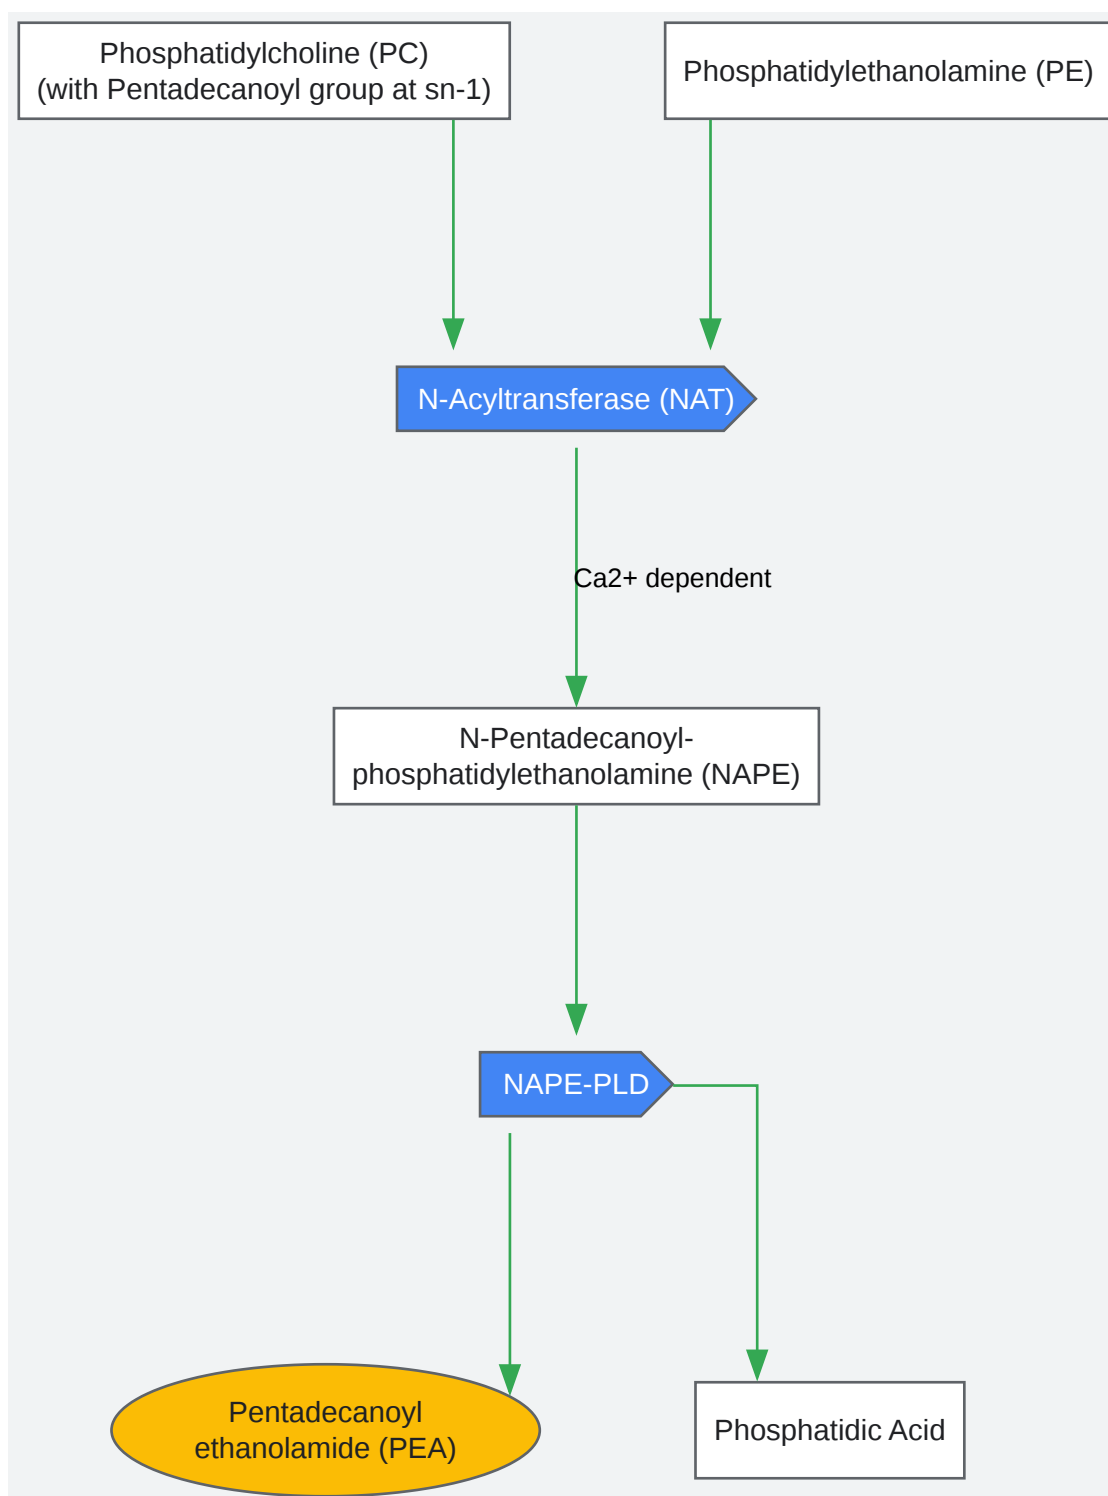 Phosphatidylcholine (PC)
(with Pentadecanoyl group at sn-1)
Phosphatidylethanolamine (PE)
N-Acyltransferase (NAT)
Ca2+ dependent
N-Pentadecanoyl-
phosphatidylethanolamine (NAPE)
NAPE-PLD
Pentadecanoyl
ethanolamide (PEA)
Phosphatidic Acid